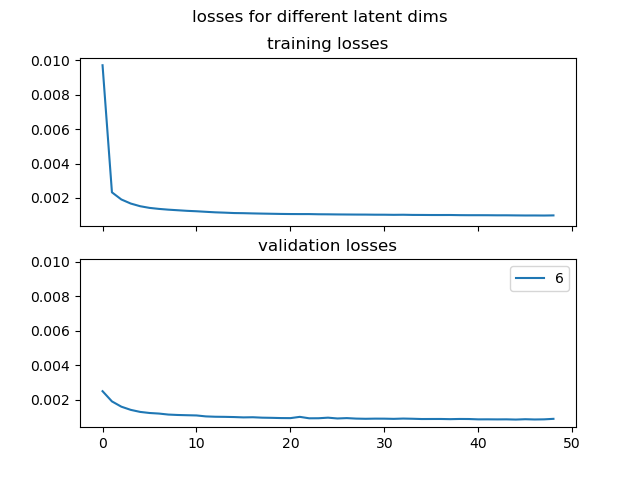 losses for different latent dims
training losses
0.010
0.008
0.006
0.004
0.002
validation losses
0.010
0.008
0.006
0.004
0.002
6
0 10 20 30 40 50